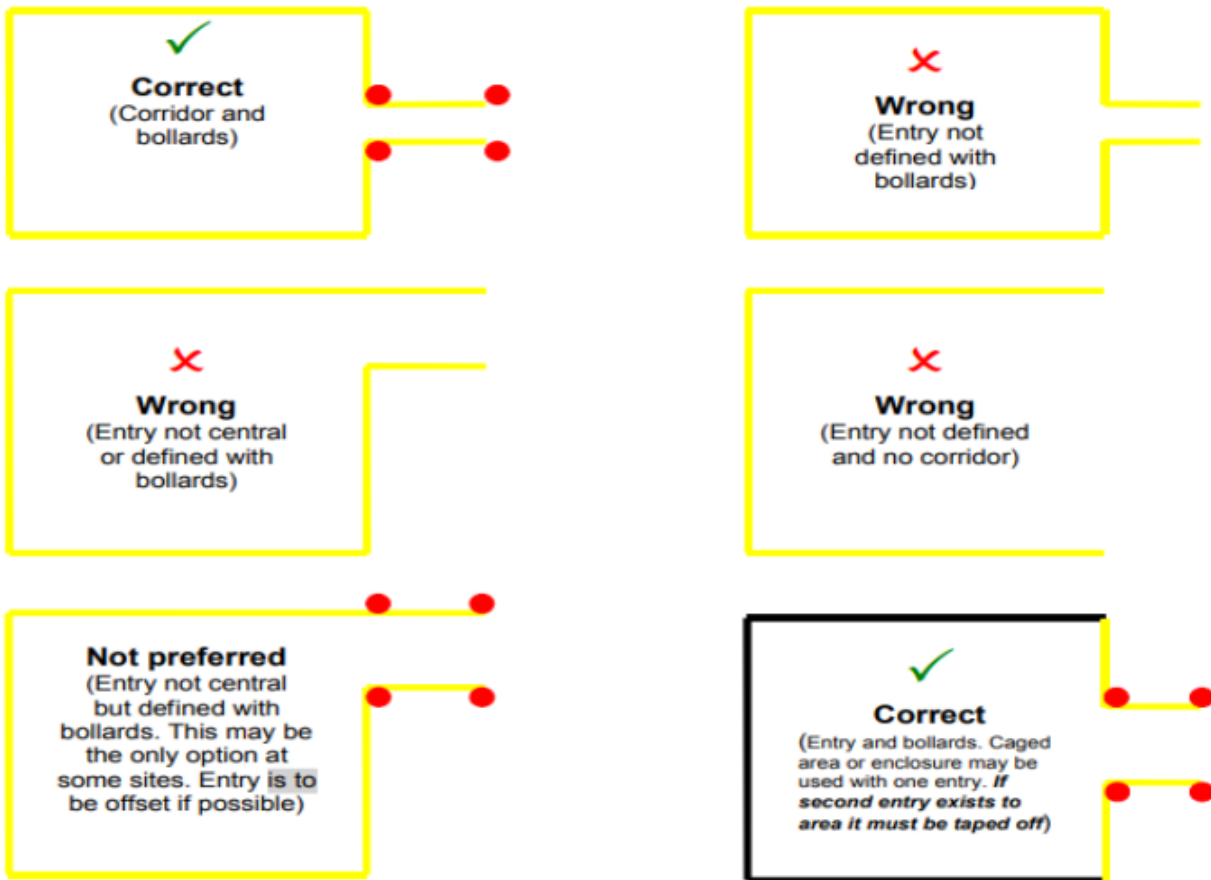 Correct
(Corridor and
bollards)
Wrong
(Entry not
defined with
bollards)
Wrong
(Entry not central
or defined with
bollards)
Wrong
(Entry not defined
and no corridor)
Not preferred
(Entry not central
but defined with
bollards. This may be
the only option at
some sites. Entry is to
be offset if possible)
Correct
(Entry and bollards. Caged
area or enclosure may be
used with one entry. If
second entry exists to
area it must be taped off)